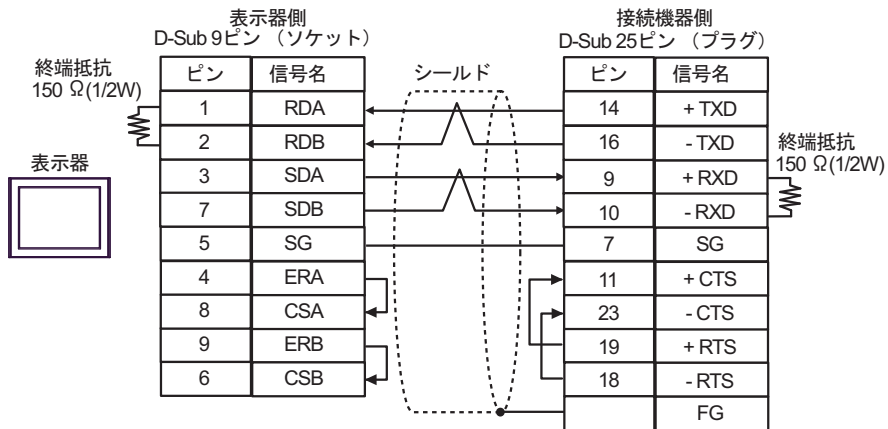 表示器側
D-Sub 9ピン （ソケット）
接続機器側
D-Sub 25ピン （プラグ）
終端抵抗
150 Ω(1/2W)
表示器
ピン 信号名
1 RDA
2 RDB
3 SDA
7 SDB
5 SG
4 ERA
8 CSA
9 ERB
6 CSB
シールド
ピン 信号名
14 + TXD
16 - TXD
9 + RXD
10 - RXD
7 SG
11 + CTS
23 - CTS
19 + RTS
18 - RTS
FG
終端抵抗
150 Ω(1/2W)